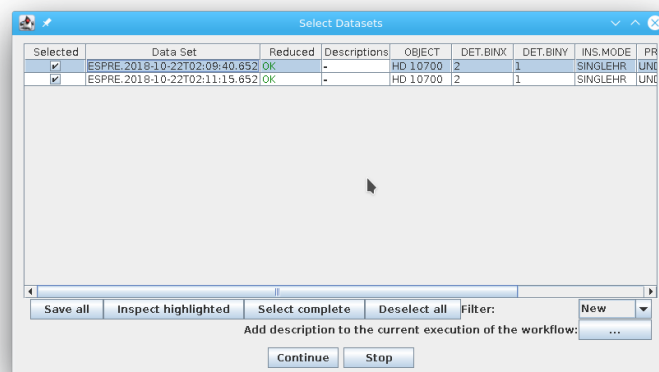 Select Datasets
Selected Data Set Reduced Descriptions OBJECT DET.BINX DET.BINY INS.MODE PR
ESPRE.2018-10-22T02:09:40.652 OK - HD 10700 2 1 SINGLEHR UND
ESPRE.2018-10-22T02:11:15.652 OK - HD 10700 2 1 SINGLEHR UND
Save all Inspect highlighted Select complete Deselect all Filter: New
Add description to the current execution of the workflow: ...
Continue Stop